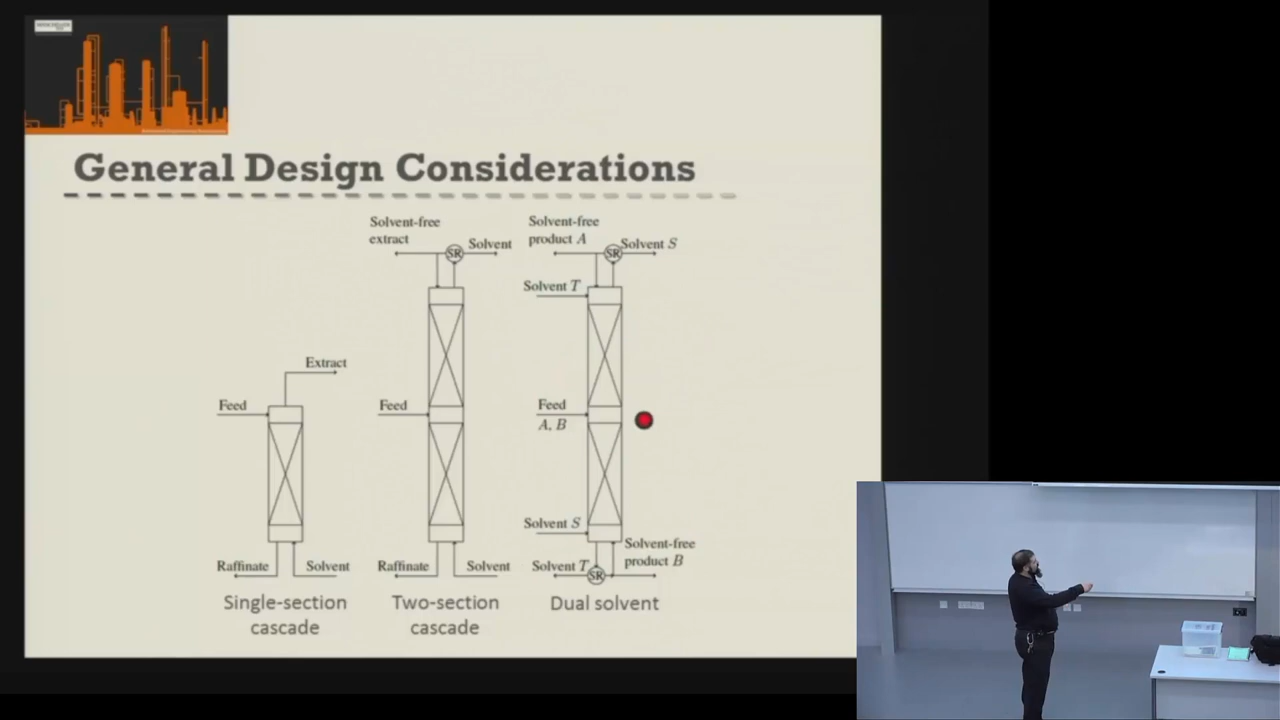 General Design Considerations
Solvent-free
extract
SR
Solvent
Solvent-free
product A
SR
Solvent S
Solvent T
Extract
Feed
Feed
Feed
A, B
Solvent S
Solvent-free
product B
Raffinate
Solvent
Raffinate
Solvent
Solvent T
SR
Single-section
cascade
Two-section
cascade
Dual solvent